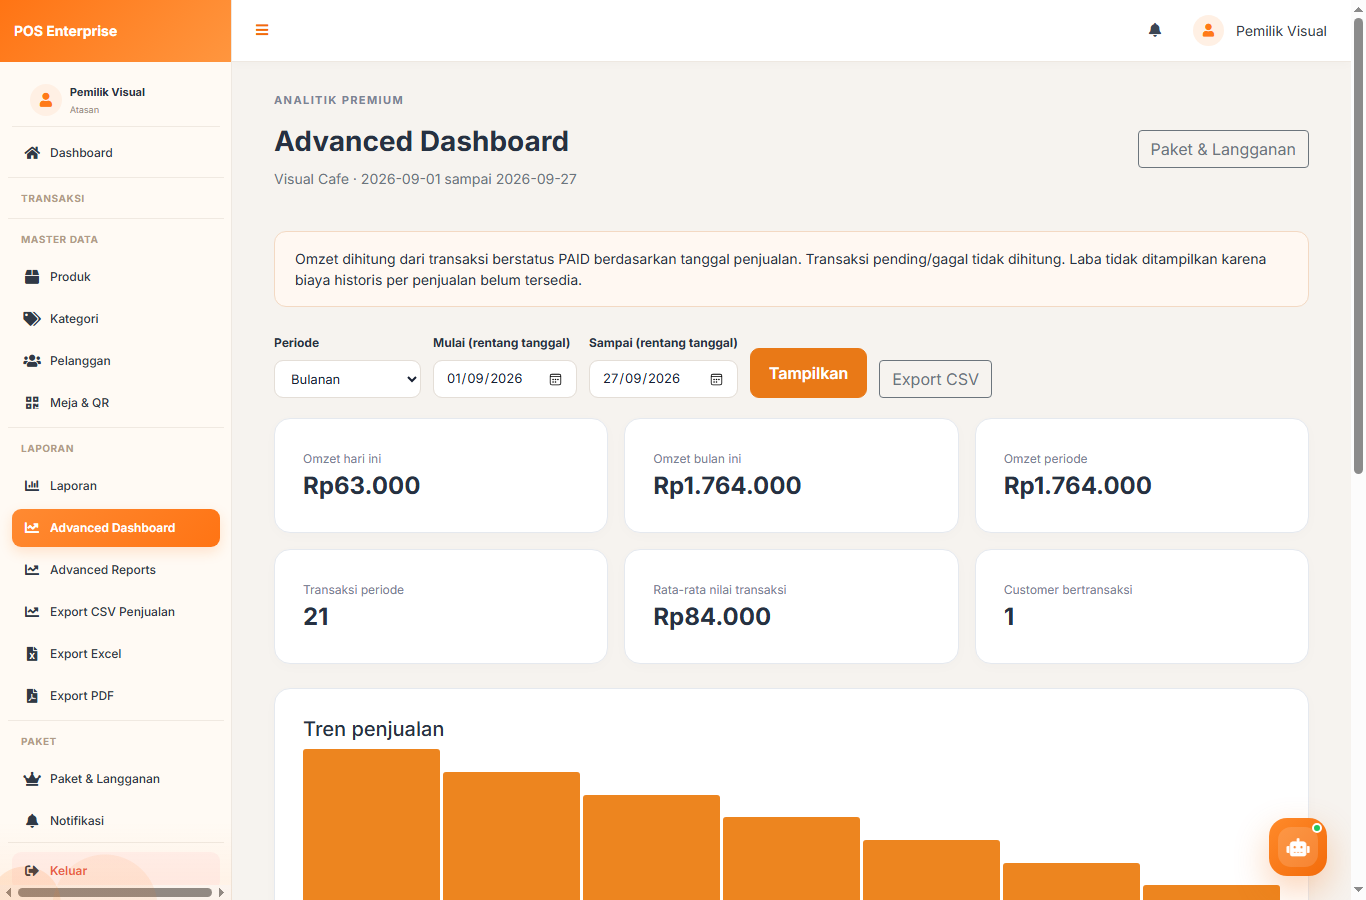 POS Enterprise
Pemilik Visual
Pemilik Visual
Atasan
Dashboard
TRANSAKSI
MASTER DATA
Produk
Kategori
Pelanggan
Meja & QR
LAPORAN
Laporan
Advanced Dashboard
Advanced Reports
Export CSV Penjualan
Export Excel
Export PDF
PAKET
Paket & Langganan
Notifikasi
Keluar
ANALITIK PREMIUM
Advanced Dashboard
Visual Cafe · 2026-09-01 sampai 2026-09-27
Paket & Langganan
Omzet dihitung dari transaksi berstatus PAID berdasarkan tanggal penjualan. Transaksi pending/gagal tidak dihitung. Laba tidak ditampilkan karena
biaya historis per penjualan belum tersedia.
Periode
Mulai (rentang tanggal)
Sampai (rentang tanggal)
Bulanan
01/09/2026
27/09/2026
Tampilkan
Export CSV
Omzet hari ini
Rp63.000
Omzet bulan ini
Rp1.764.000
Omzet periode
Rp1.764.000
Transaksi periode
21
Rata-rata nilai transaksi
Rp84.000
Customer bertransaksi
1
Tren penjualan